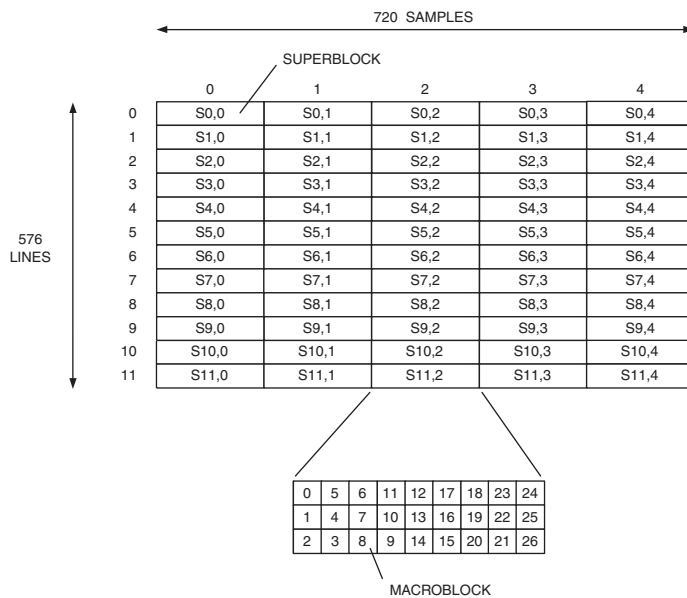 720 SAMPLES
SUPERBLOCK
0 1 2 3 4
0 S0,0 S0,1 S0,2 S0,3 S0,4
1 S1,0 S1,1 S1,2 S1,3 S1,4
2 S2,0 S2,1 S2,2 S2,3 S2,4
3 S3,0 S3,1 S3,2 S3,3 S3,4
4 S4,0 S4,1 S4,2 S4,3 S4,4
5 S5,0 S5,1 S5,2 S5,3 S5,4
576
LINES
6 S6,0 S6,1 S6,2 S6,3 S6,4
7 S7,0 S7,1 S7,2 S7,3 S7,4
8 S8,0 S8,1 S8,2 S8,3 S8,4
9 S9,0 S9,1 S9,2 S9,3 S9,4
10 S10,0 S10,1 S10,2 S10,3 S10,4
11 S11,0 S11,1 S11,2 S11,3 S11,4
0 5 6 11 12 17 18 23 24
1 4 7 10 13 16 19 22 25
2 3 8 9 14 15 20 21 26
MACROBLOCK